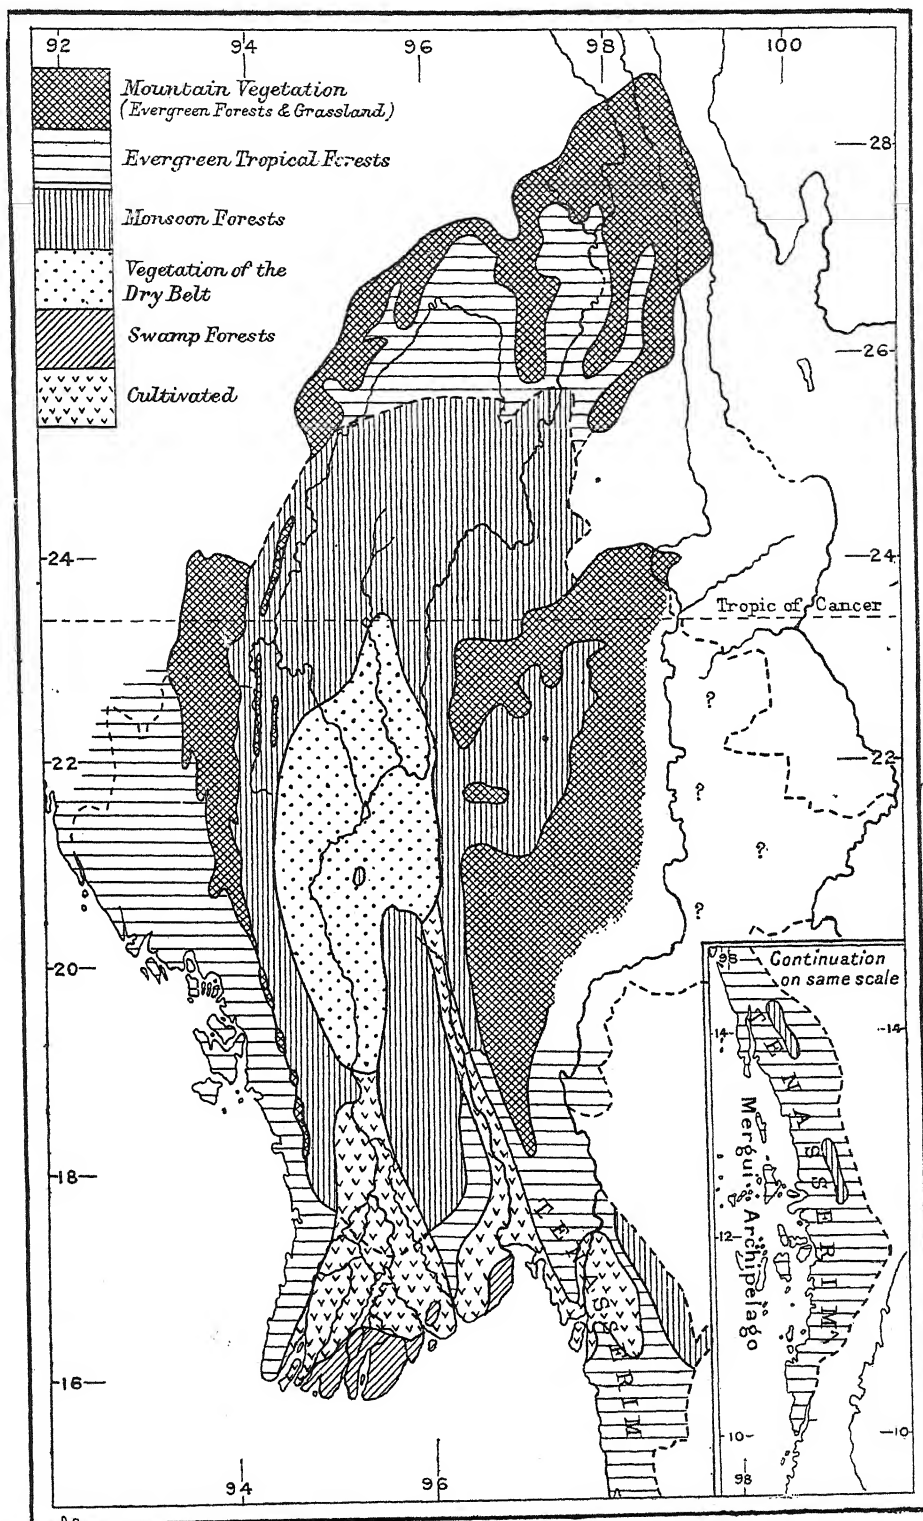 92
94
96
98
100
Mountain Vegetation
(Evergreen Forests & Grassland)
Evergreen Tropical Forests
Monsoon Forests
Vegetation of the
Dry Belt
Swamp Forests
Cultivated
28
26
24
24
Tropic of Cancer
22
22
?
?
?
?
20
18
16
94
96
TENASSERIM
98
Continuation
on same scale
14
14
TENASSERIM
Mergui Archipelago
12
10
10
98